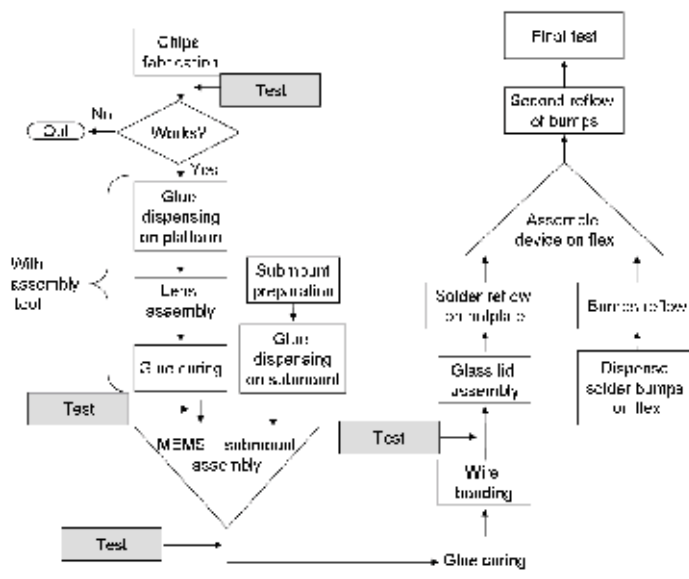 Chips
fabrication
Test
No
Out
Works?
Yes
Glue
dispensing
on platform
With
assembly
tool
Lens
assembly
Submount
preparation
Glue curing
Glue
dispensing
on submount
Test
MEMS submount
assembly
Test
Glue curing
Wire
bonding
Test
Glass lid
assembly
Solder reflow
on
Dispense
solder bumps
on flex
Bumps reflow
Assemble
device on flex
Second reflow
of bumps
Final test